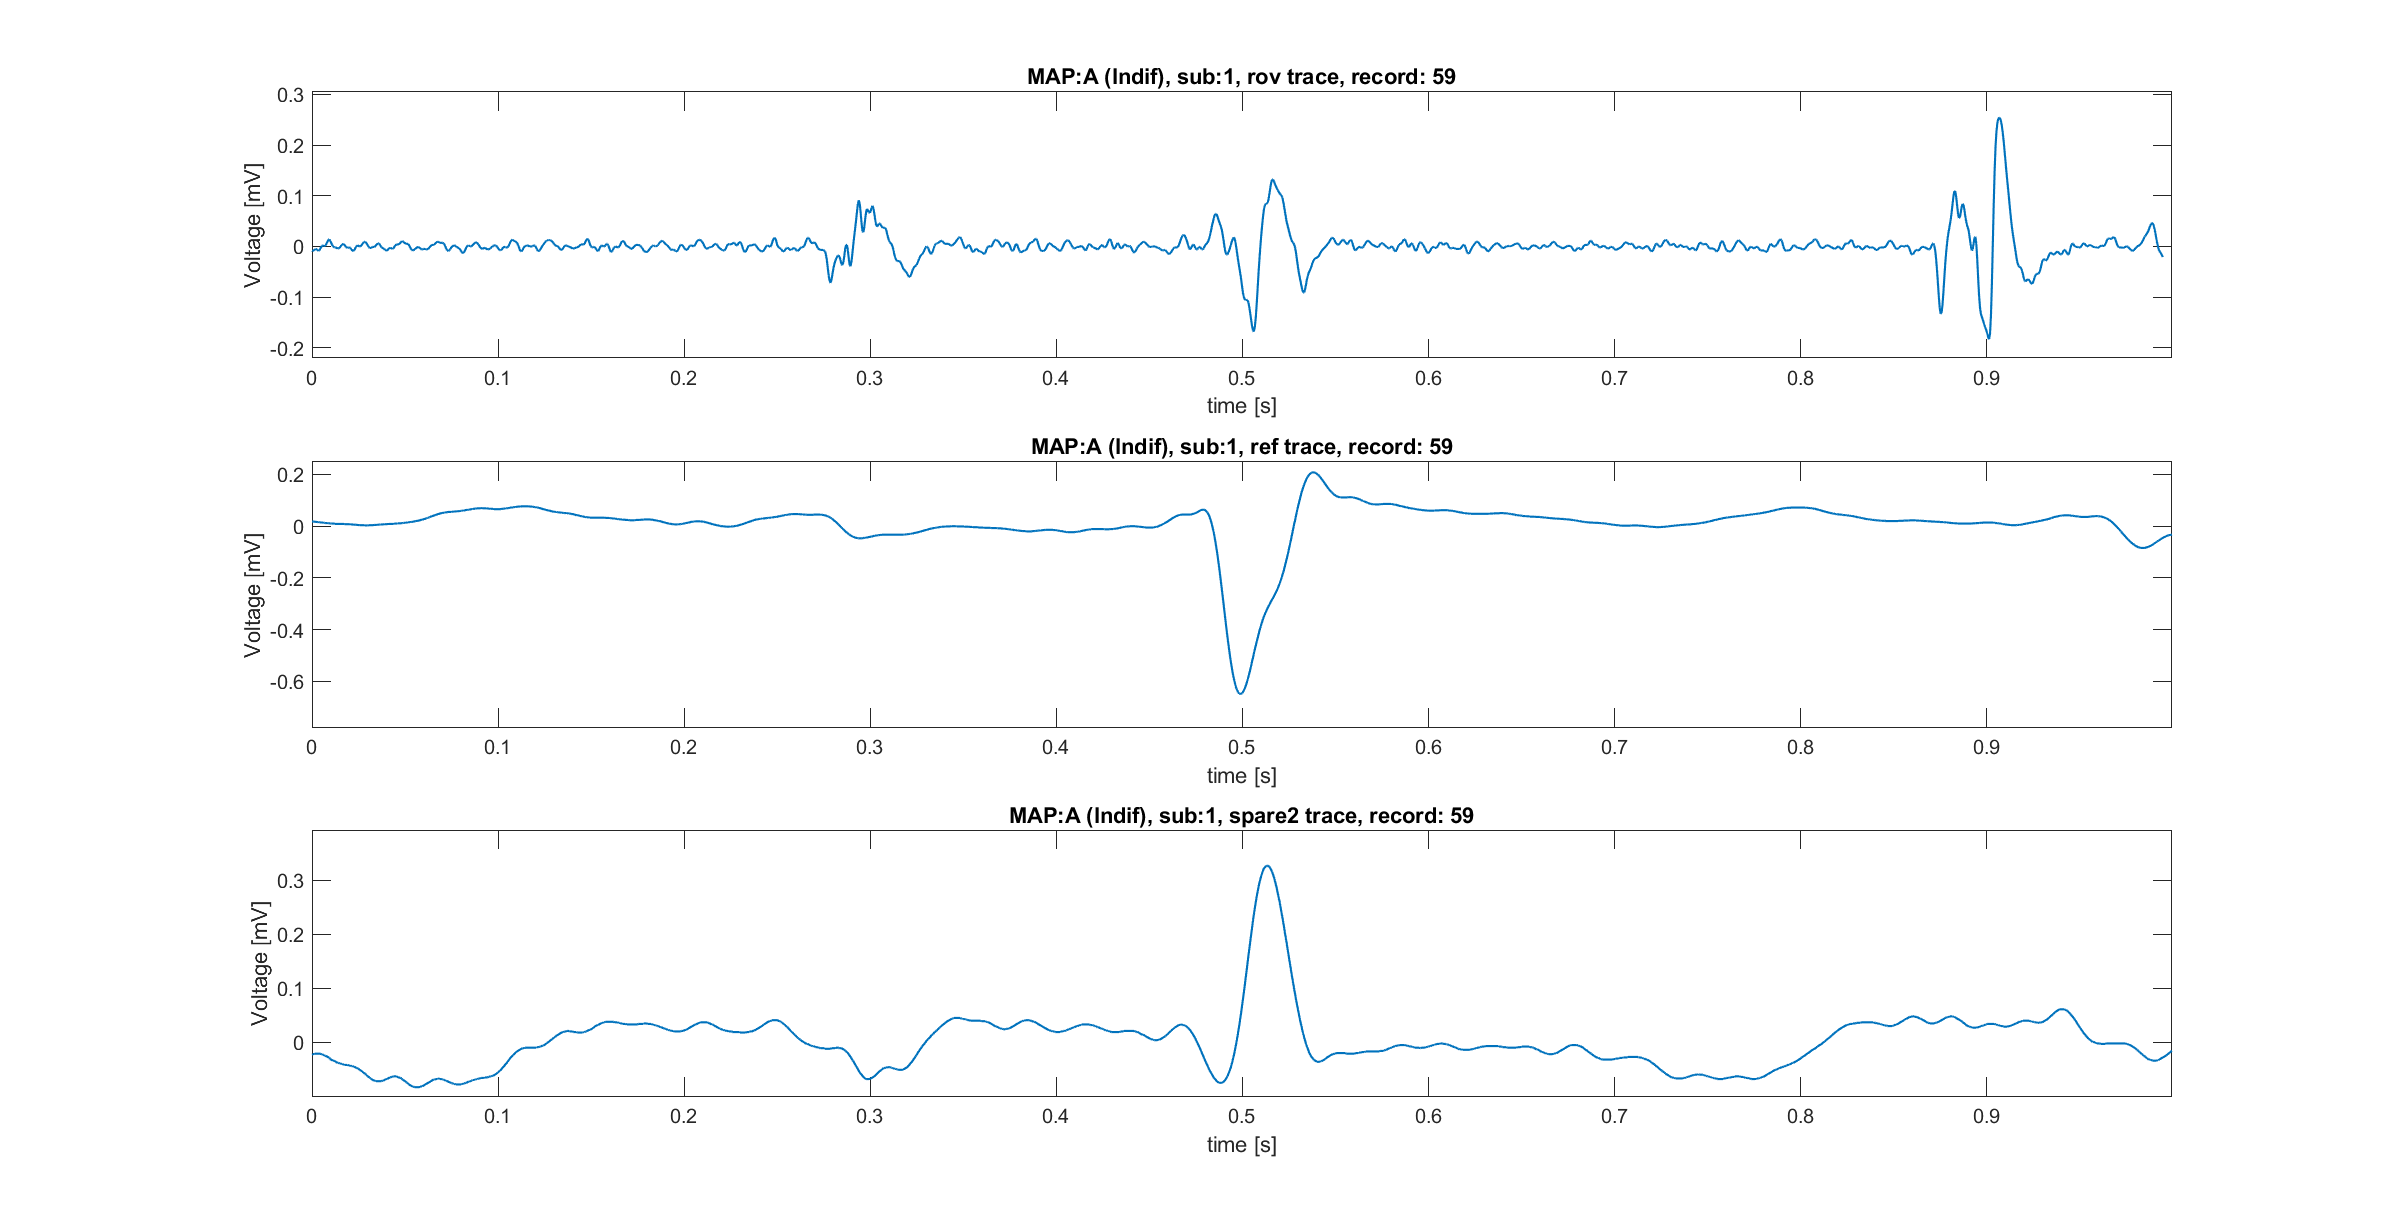 MAP:A (Indif), sub:1, rov trace, record: 59
Voltage [mV]
0.3
0.2
0.1
0
-0.1
-0.2
0 0.1 0.2 0.3 0.4 0.5 0.6 0.7 0.8 0.9
time [s]
MAP:A (Indif), sub:1, ref trace, record: 59
Voltage [mV]
0.2
0
-0.2
-0.4
-0.6
0 0.1 0.2 0.3 0.4 0.5 0.6 0.7 0.8 0.9
time [s]
MAP:A (Indif), sub:1, spare2 trace, record: 59
Voltage [mV]
0.3
0.2
0.1
0
0 0.1 0.2 0.3 0.4 0.5 0.6 0.7 0.8 0.9
time [s]